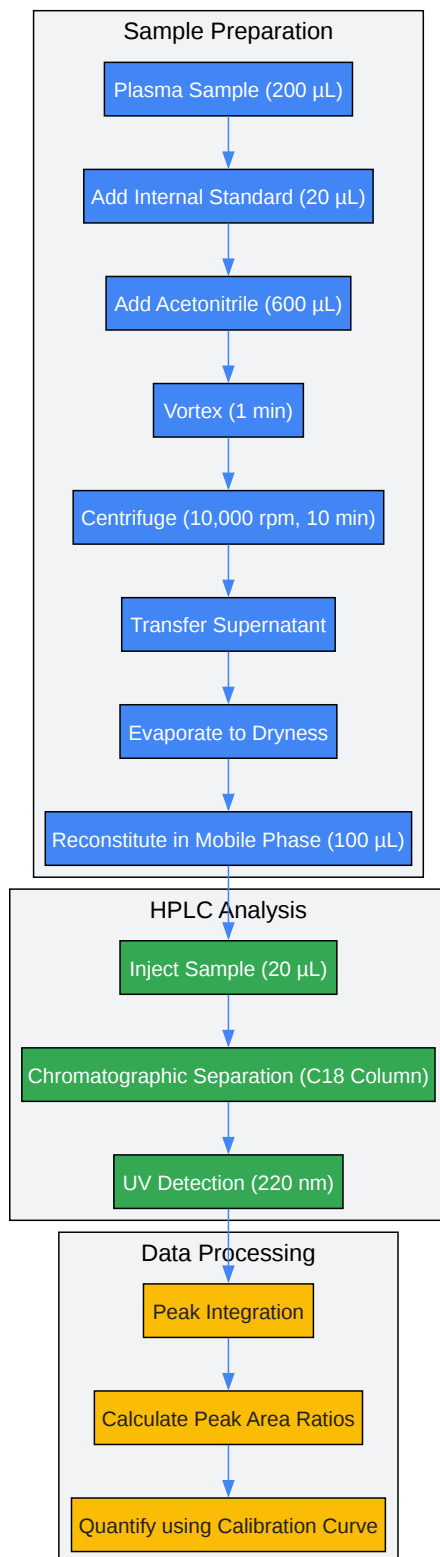 Sample Preparation
Plasma Sample (200 µL)
Add Internal Standard (20 µL)
Add Acetonitrile (600 µL)
Vortex (1 min)
Centrifuge (10,000 rpm, 10 min)
Transfer Supernatant
Evaporate to Dryness
Reconstitute in Mobile Phase (100 µL)
HPLC Analysis
Inject Sample (20 µL)
Chromatographic Separation (C18 Column)
UV Detection (220 nm)
Data Processing
Peak Integration
Calculate Peak Area Ratios
Quantify using Calibration Curve